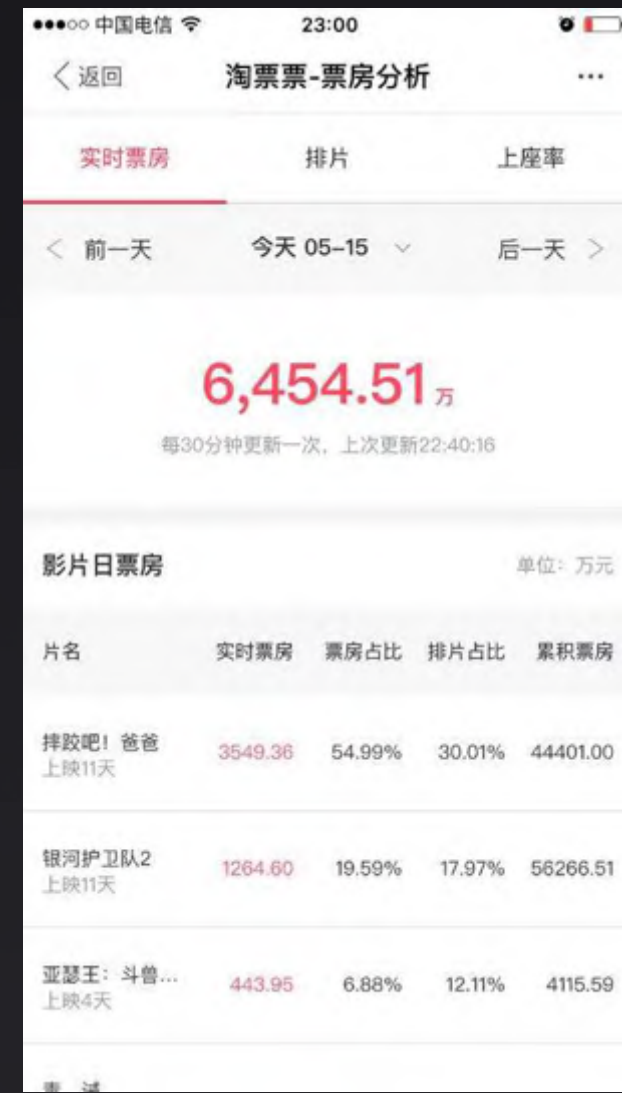 中国电信 23:00
返回 淘票票-票房分析 ...
实时票房 排片 上座率
< 前一天 今天 05-15 后一天 >
6,454.51万
每30分钟更新一次, 上次更新22:40:16
影片日票房 单位: 万元
片名 实时票房 票房占比 排片占比 累积票房
摔跤吧! 爸爸 3549.36 54.99% 30.01% 44401.00
上映11天
银河护卫队2 1264.60 19.59% 17.97% 56266.51
上映11天
亚瑟王: 斗兽... 443.95 6.88% 12.11% 4115.59
上映4天